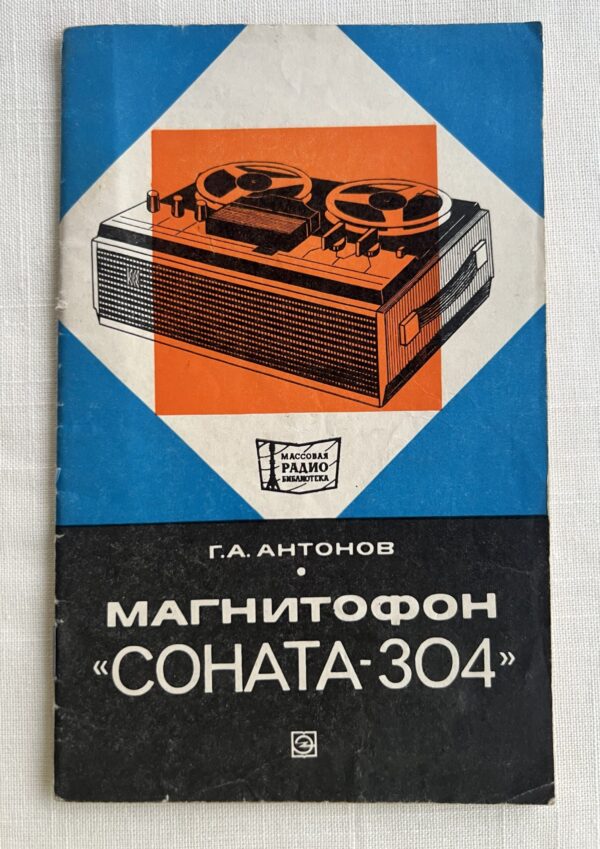 МАССОВАЯ
РАДИО
БИБЛИОТЕКА
Г.А. АНТОНОВ
МАГНИТОФОН
«СОНАТА-304»